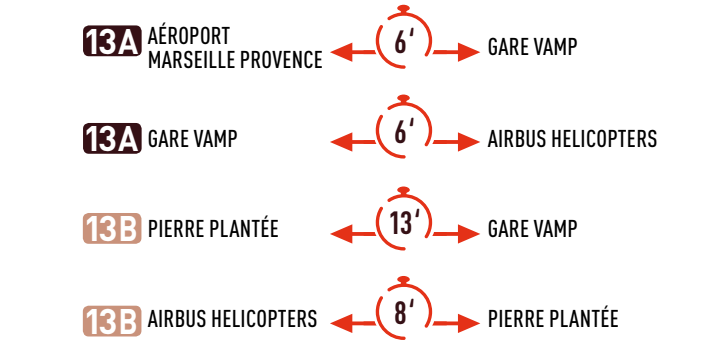 13A AÉROPORT
MARSEILLE PROVENCE 6' GARE VAMP
13A GARE VAMP 6' AIRBUS HELICOPTERS
13B PIERRE PLANTÉE 13' GARE VAMP
13B AIRBUS HELICOPTERS 8' PIERRE PLANTÉE